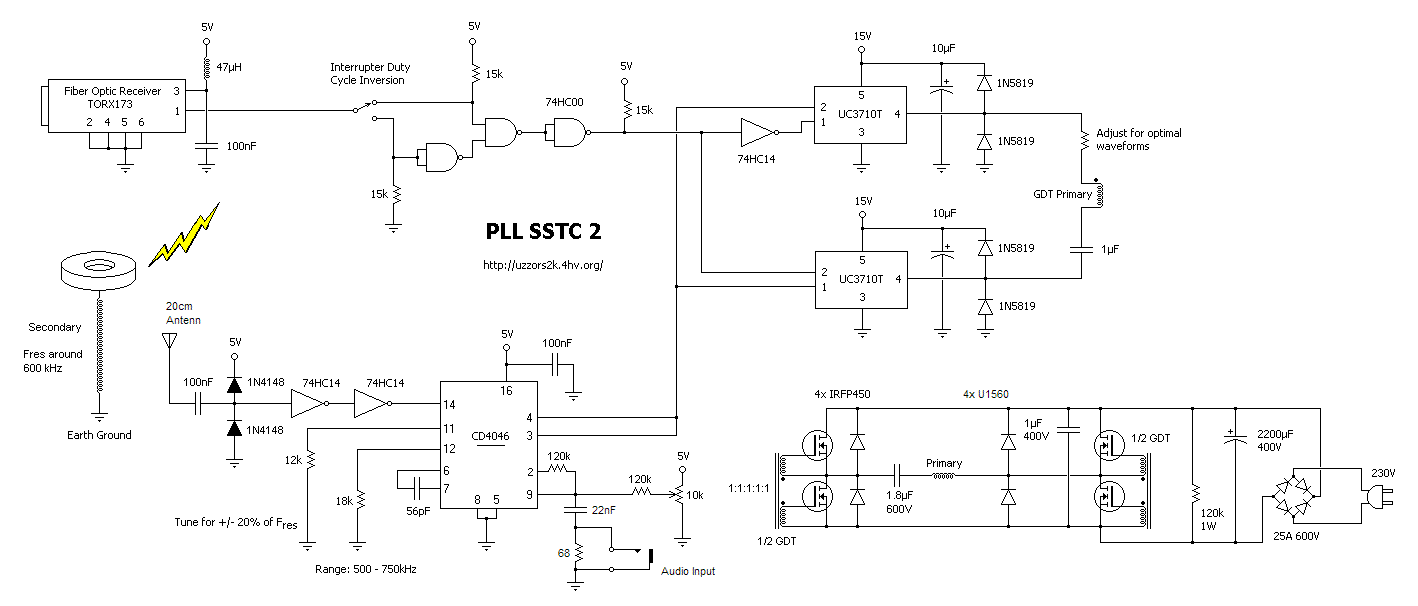 5V
47µH
Fiber Optic Receiver
TORX173
3
1
2 4 5 6
100nF
Interrupter Duty
Cycle Inversion
5V
15k
15k
74HC00
5V
15k
74HC14
15V
10µF
+
1N5819
1N5819
5
2
1
UC3710T
4
3
Adjust for optimal
waveforms
GDT Primary
1µF
15V
10µF
+
1N5819
1N5819
5
2
1
UC3710T
4
3
PLL SSTC 2
http://uzzors2k.4hv.org/
Secondary
Fres around
600 kHz
Earth Ground
20cm
Antenn
100nF
5V
1N4148
1N4148
74HC14
74HC14
5V
100nF
16
14
11
12
6
7
CD4046
4
3
2
9
8 5
12k
18k
56pF
Tune for +/- 20% of Fres
Range: 500 - 750kHz
120k
120k
5V
10k
22nF
68
Audio Input
4x IRFP450
4x U1560
1µF
400V
1/2 GDT
2200µF
400V
+
230V
1:1:1:1:1
Primary
1.8µF
600V
120k
1W
25A 600V
1/2 GDT